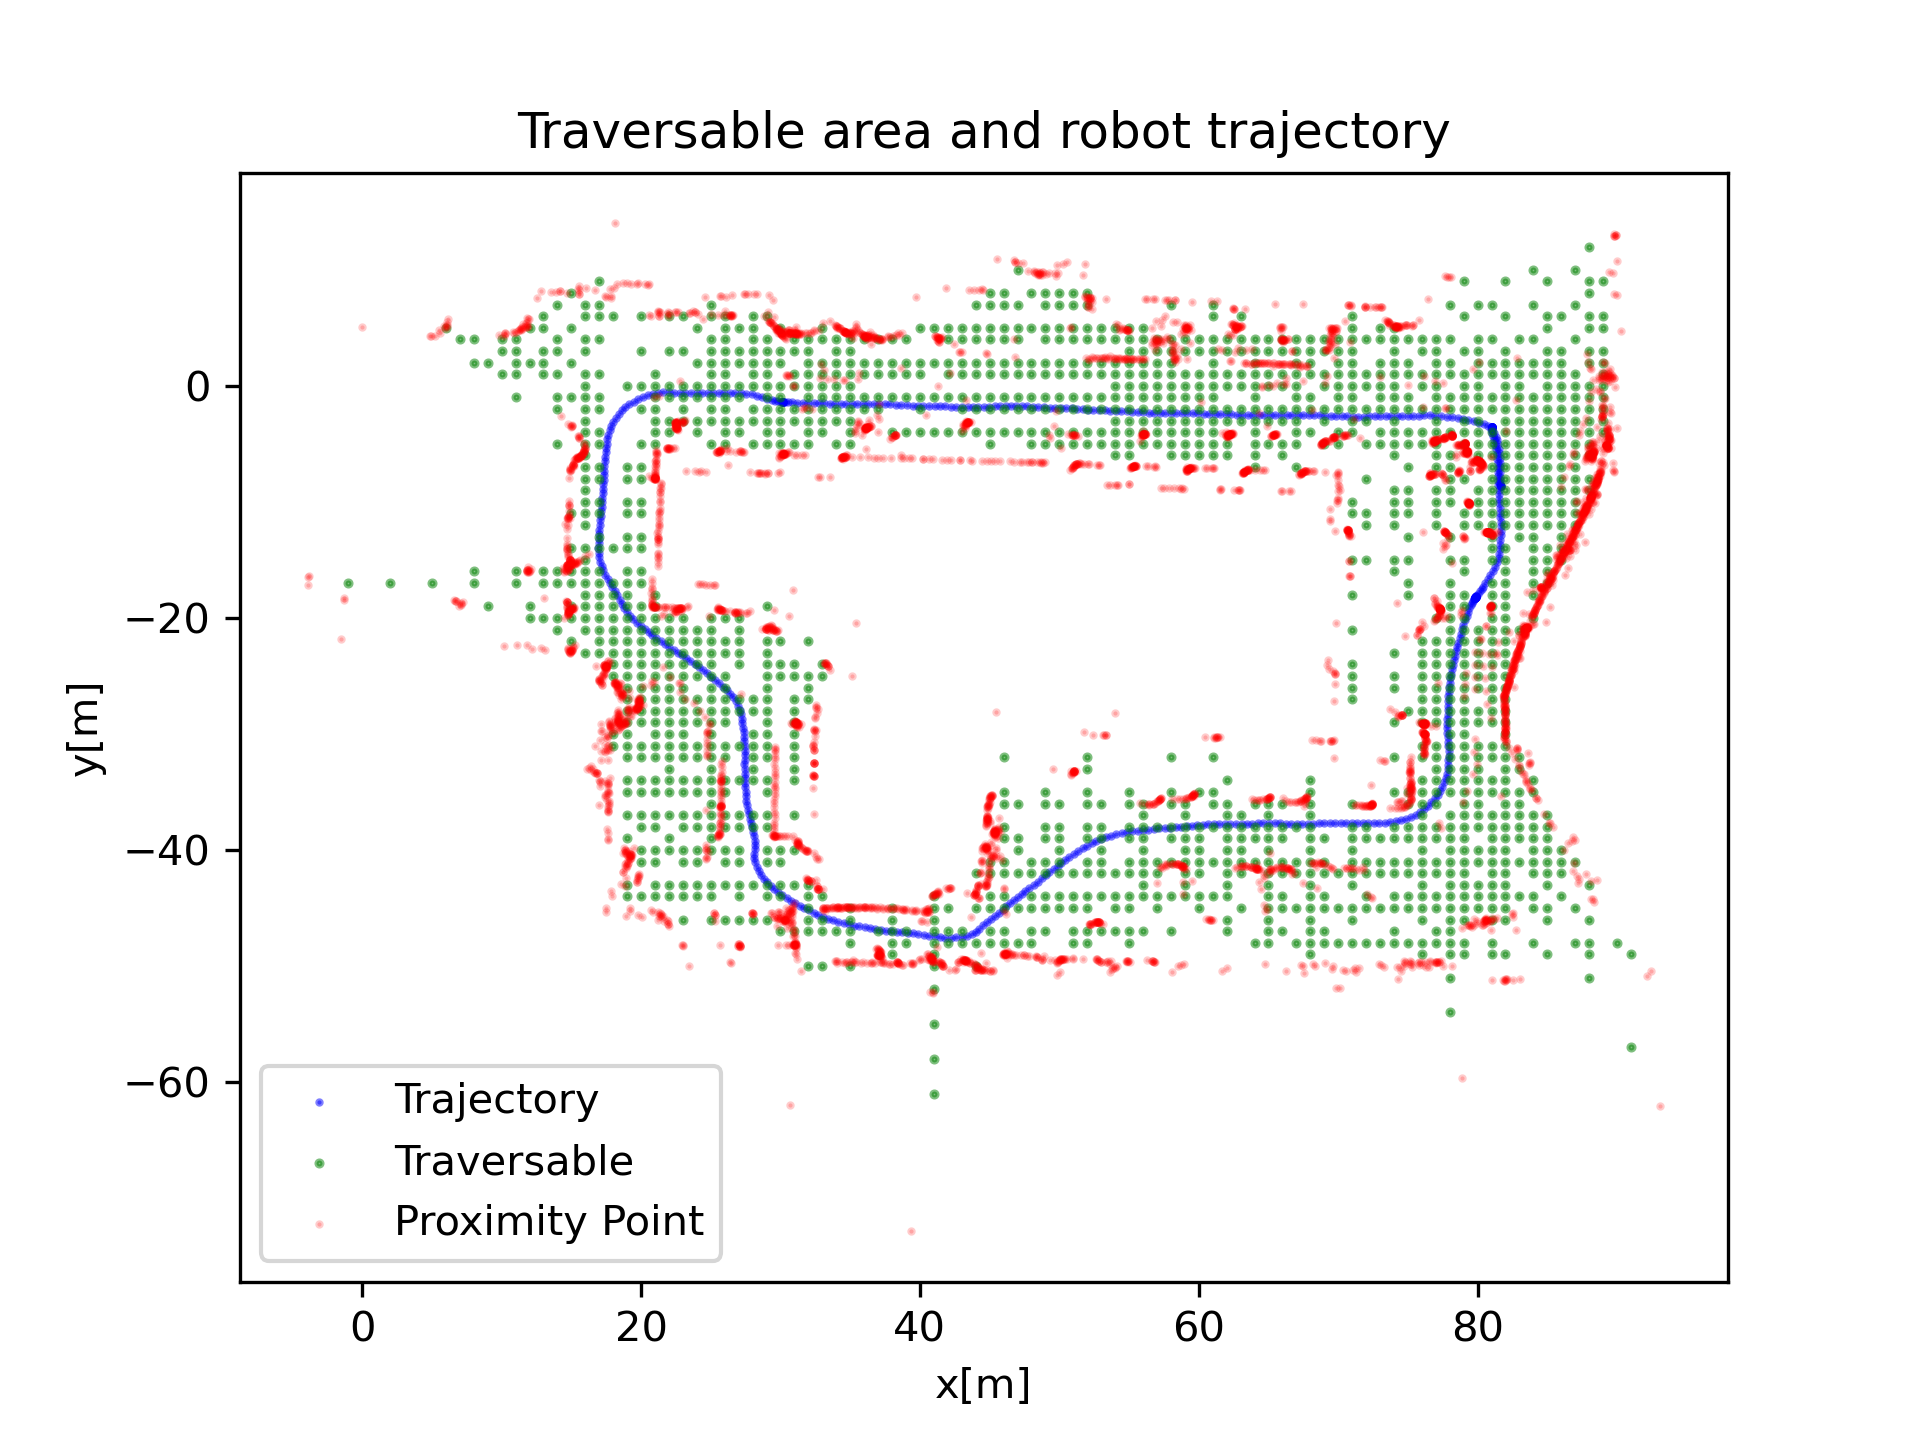 Traversable area and robot trajectory
0
−20
−40
−60
y[m]
Trajectory
Traversable
Proximity Point
0 20 40 60 80
x[m]